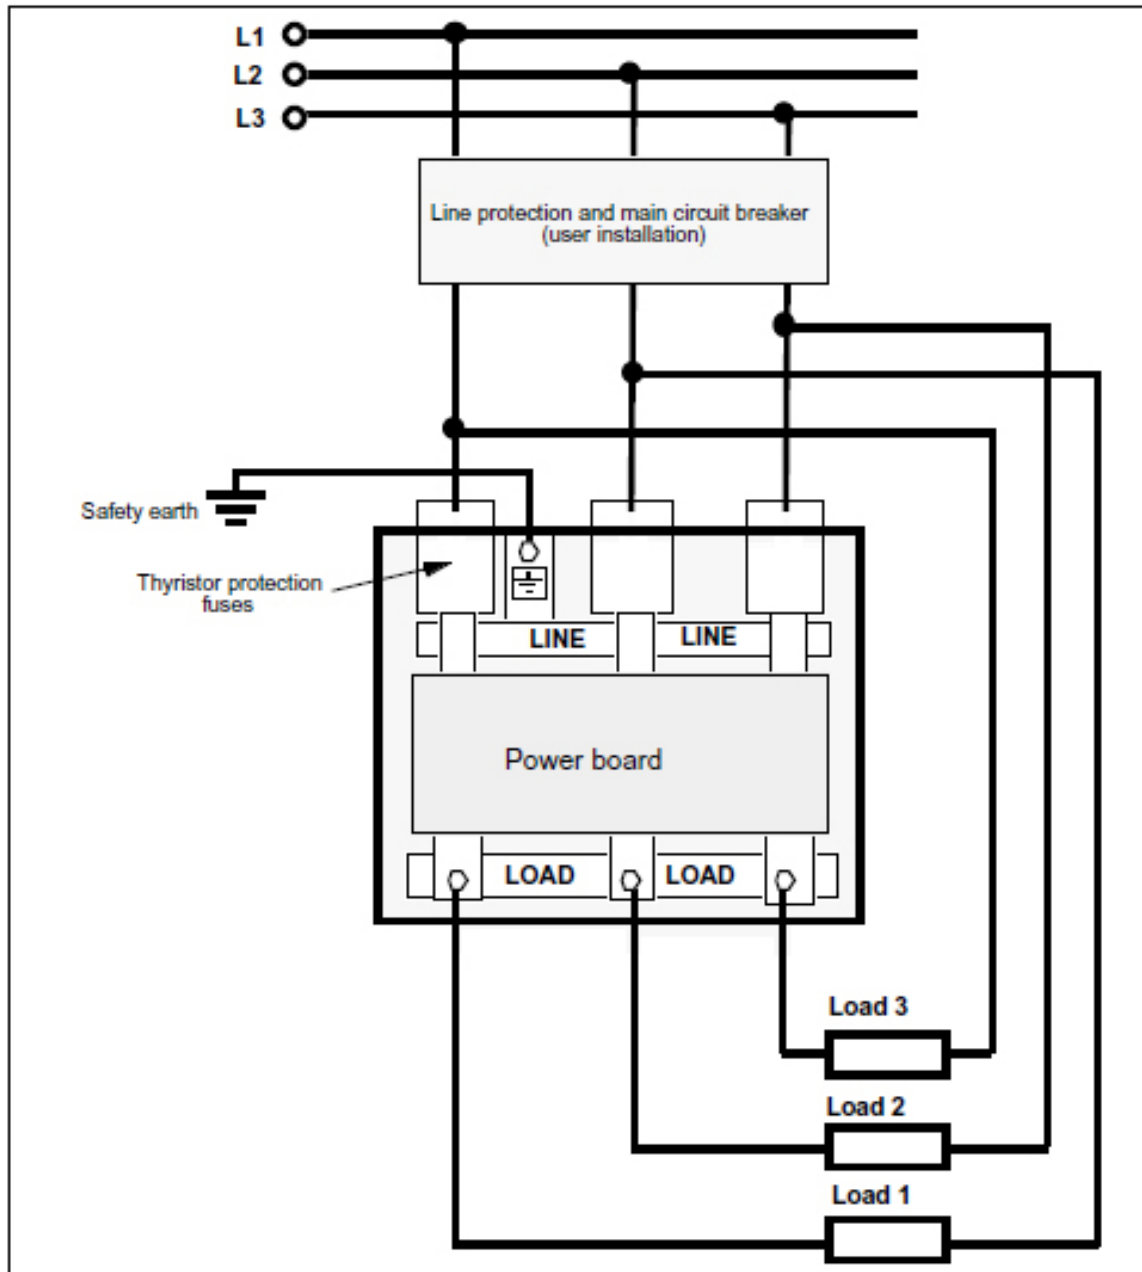 L1
L2
L3
Line protection and main circuit breaker
(user installation)
Safety earth
Thyristor protection
fuses
LINE LINE
Power board
LOAD LOAD
Load 3
Load 2
Load 1